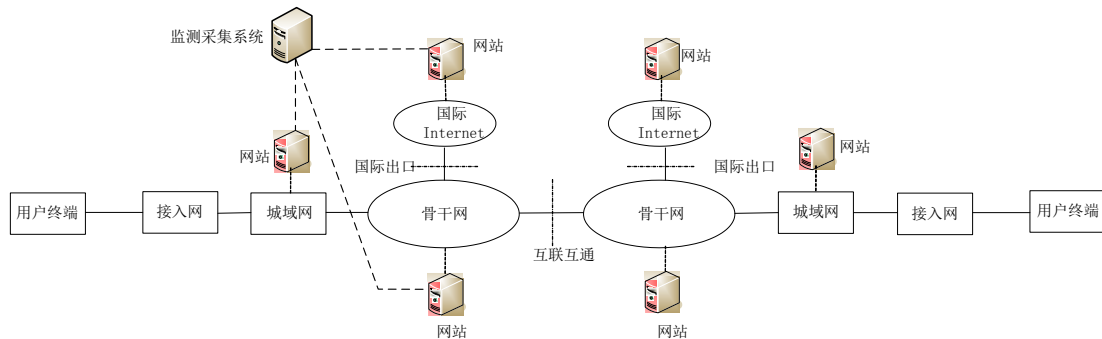 监测采集系统
网站
网站
国际
Internet
国际
Internet
网站
网站
国际出口
国际出口
用户终端
接入网
城域网
骨干网
骨干网
城域网
接入网
用户终端
互联互通
网站
网站